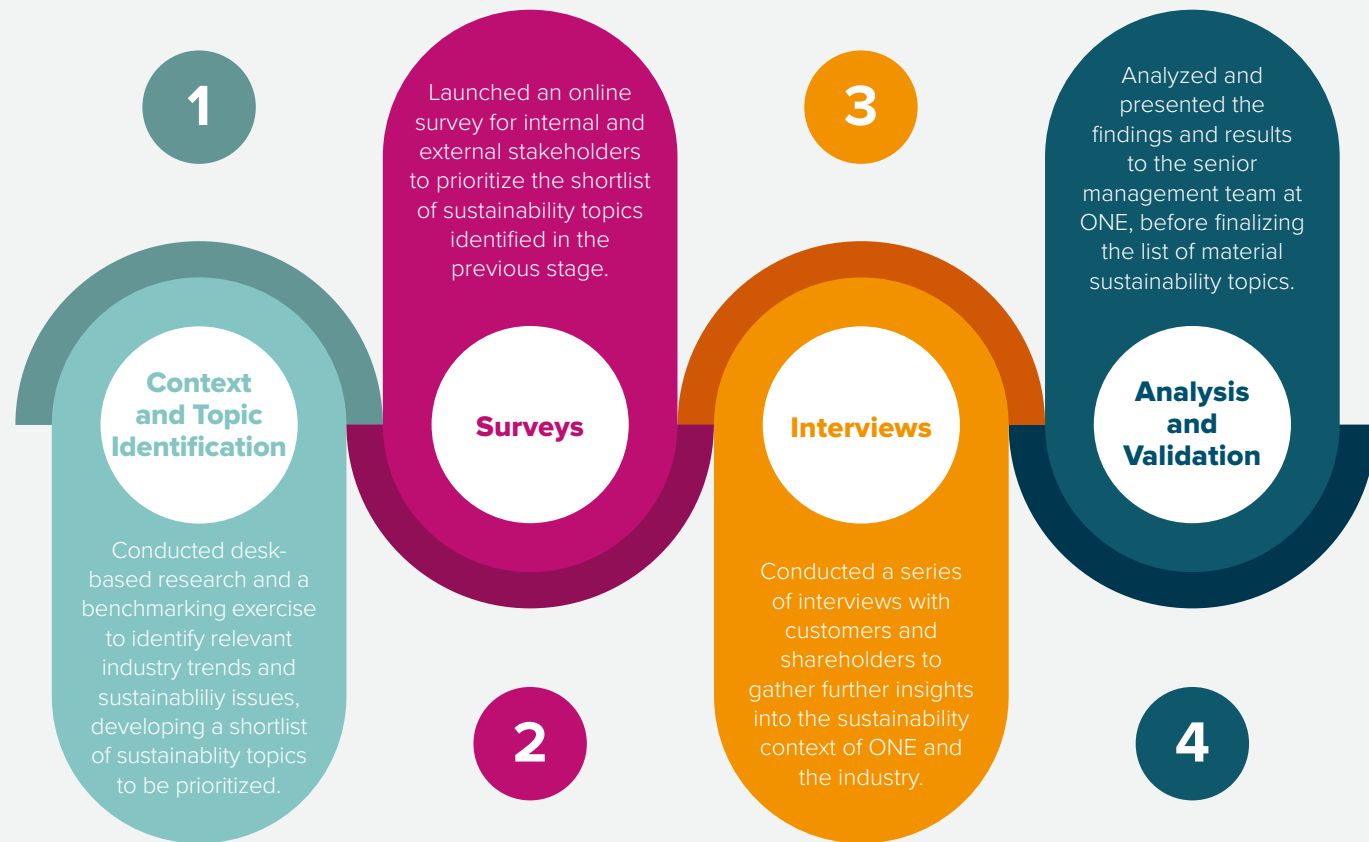 1
Context
and Topic
Identification
Conducted desk-
based research and a
benchmarking exercise
to identify relevant
industry trends and
sustainabliliy issues,
developing a shortlist
of sustainablity topics
to be prioritized.
Launched an online
survey for internal and
external stakeholders
to prioritize the shortlist
of sustainability topics
identified in the
previous stage.
Surveys
2
3
Interviews
Conducted a series
of interviews with
customers and
shareholders to
gather further insights
into the sustainability
context of ONE and
the industry.
Analyzed and
presented the
findings and results
to the senior
management team at
ONE, before finalizing
the list of material
sustainability topics.
Analysis
and
Validation
4